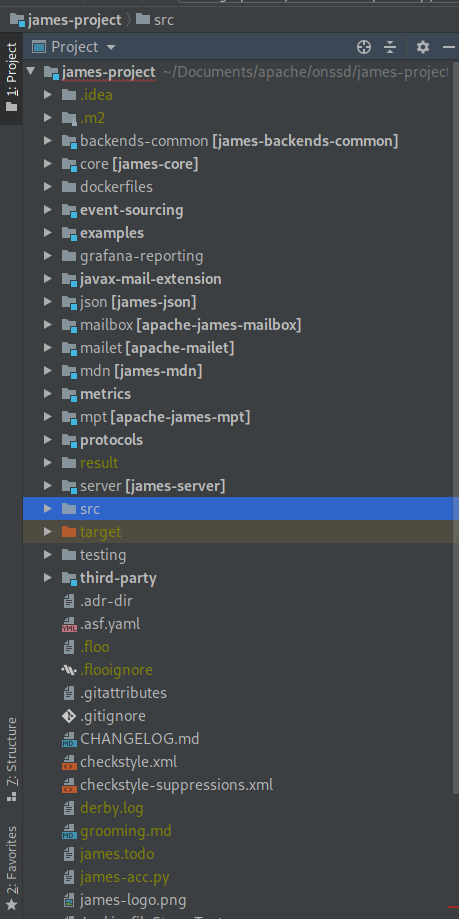 james-project src
1: Project
Project
james-project ~/Documents/apache/onssd/james-project
.idea
.m2
backends-common [james-backends-common]
core [james-core]
dockerfiles
event-sourcing
examples
grafana-reporting
javax-mail-extension
json [james-json]
mailbox [apache-james-mailbox]
mailet [apache-mailet]
mdn [james-mdn]
metrics
mpt [apache-james-mpt]
protocols
result
server [james-server]
src
target
testing
third-party
.adr-dir
.asf.yaml
.floo
.flooignore
.gitattributes
.gitignore
CHANGELOG.md
checkstyle.xml
checkstyle-suppressions.xml
derby.log
grooming.md
james.todo
james-acc.py
james-logo.png
7: Structure
2: Favorites